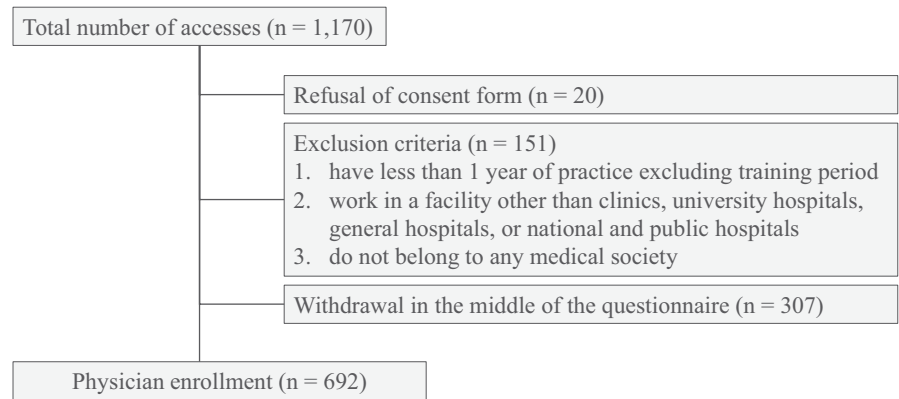 Total number of accesses (n = 1,170)
Refusal of consent form (n = 20)
Exclusion criteria (n = 151)
1. have less than 1 year of practice excluding training period
2. work in a facility other than clinics, university hospitals,
general hospitals, or national and public hospitals
3. do not belong to any medical society
Withdrawal in the middle of the questionnaire (n = 307)
Physician enrollment (n = 692)